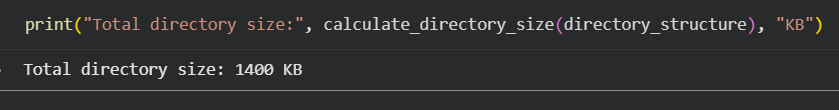 print("Total directory size:", calculate_directory_size(directory_structure), "KB")
Total directory size: 1400 KB